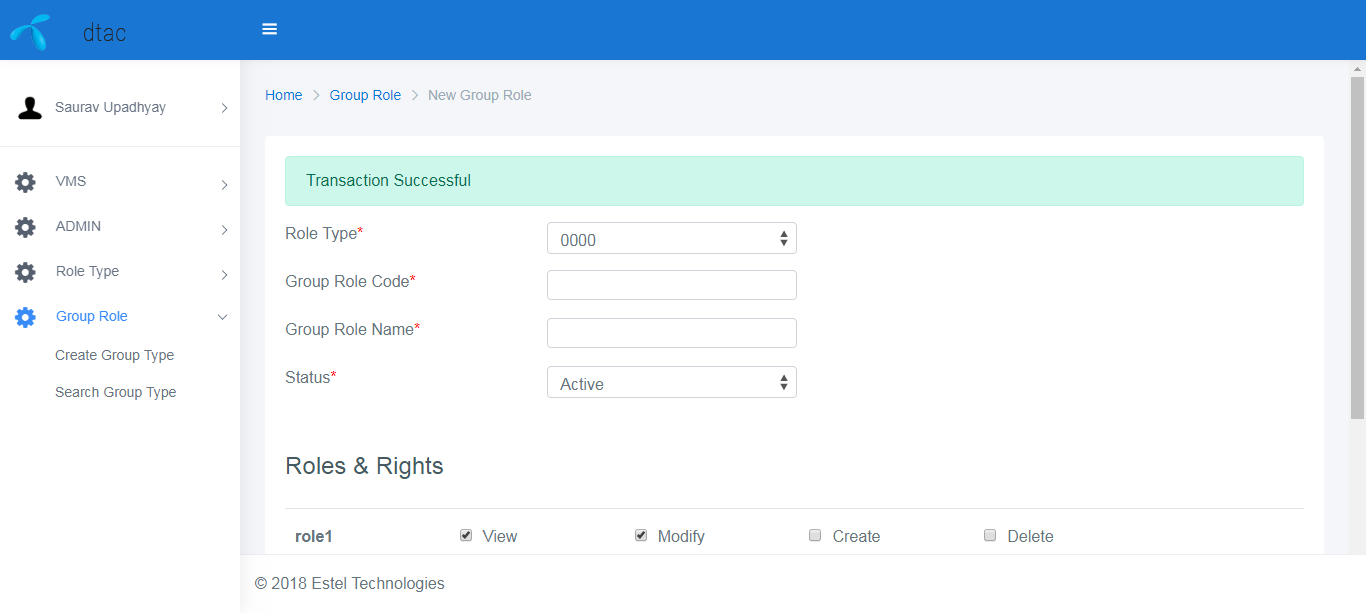 dtac
Saurav Upadhyay
VMS
ADMIN
Role Type
Group Role
Create Group Type
Search Group Type
Home > Group Role > New Group Role
Transaction Successful
Role Type* 0000
Group Role Code*
Group Role Name*
Status* Active
Roles & Rights
role1 View Modify Create Delete
© 2018 Estel Technologies